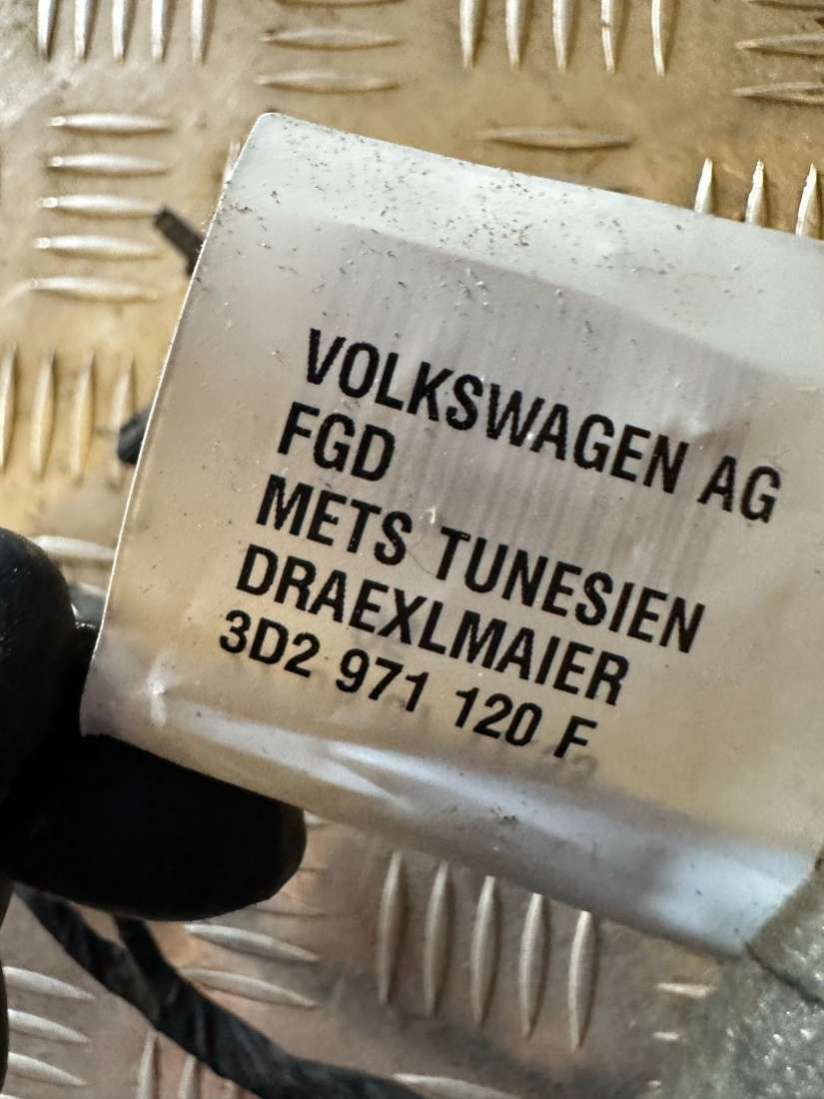 VOLKSWAGEN AG
FGD
METS TUNESIEN
DRAEXLMAIER
3D2 971 120 F